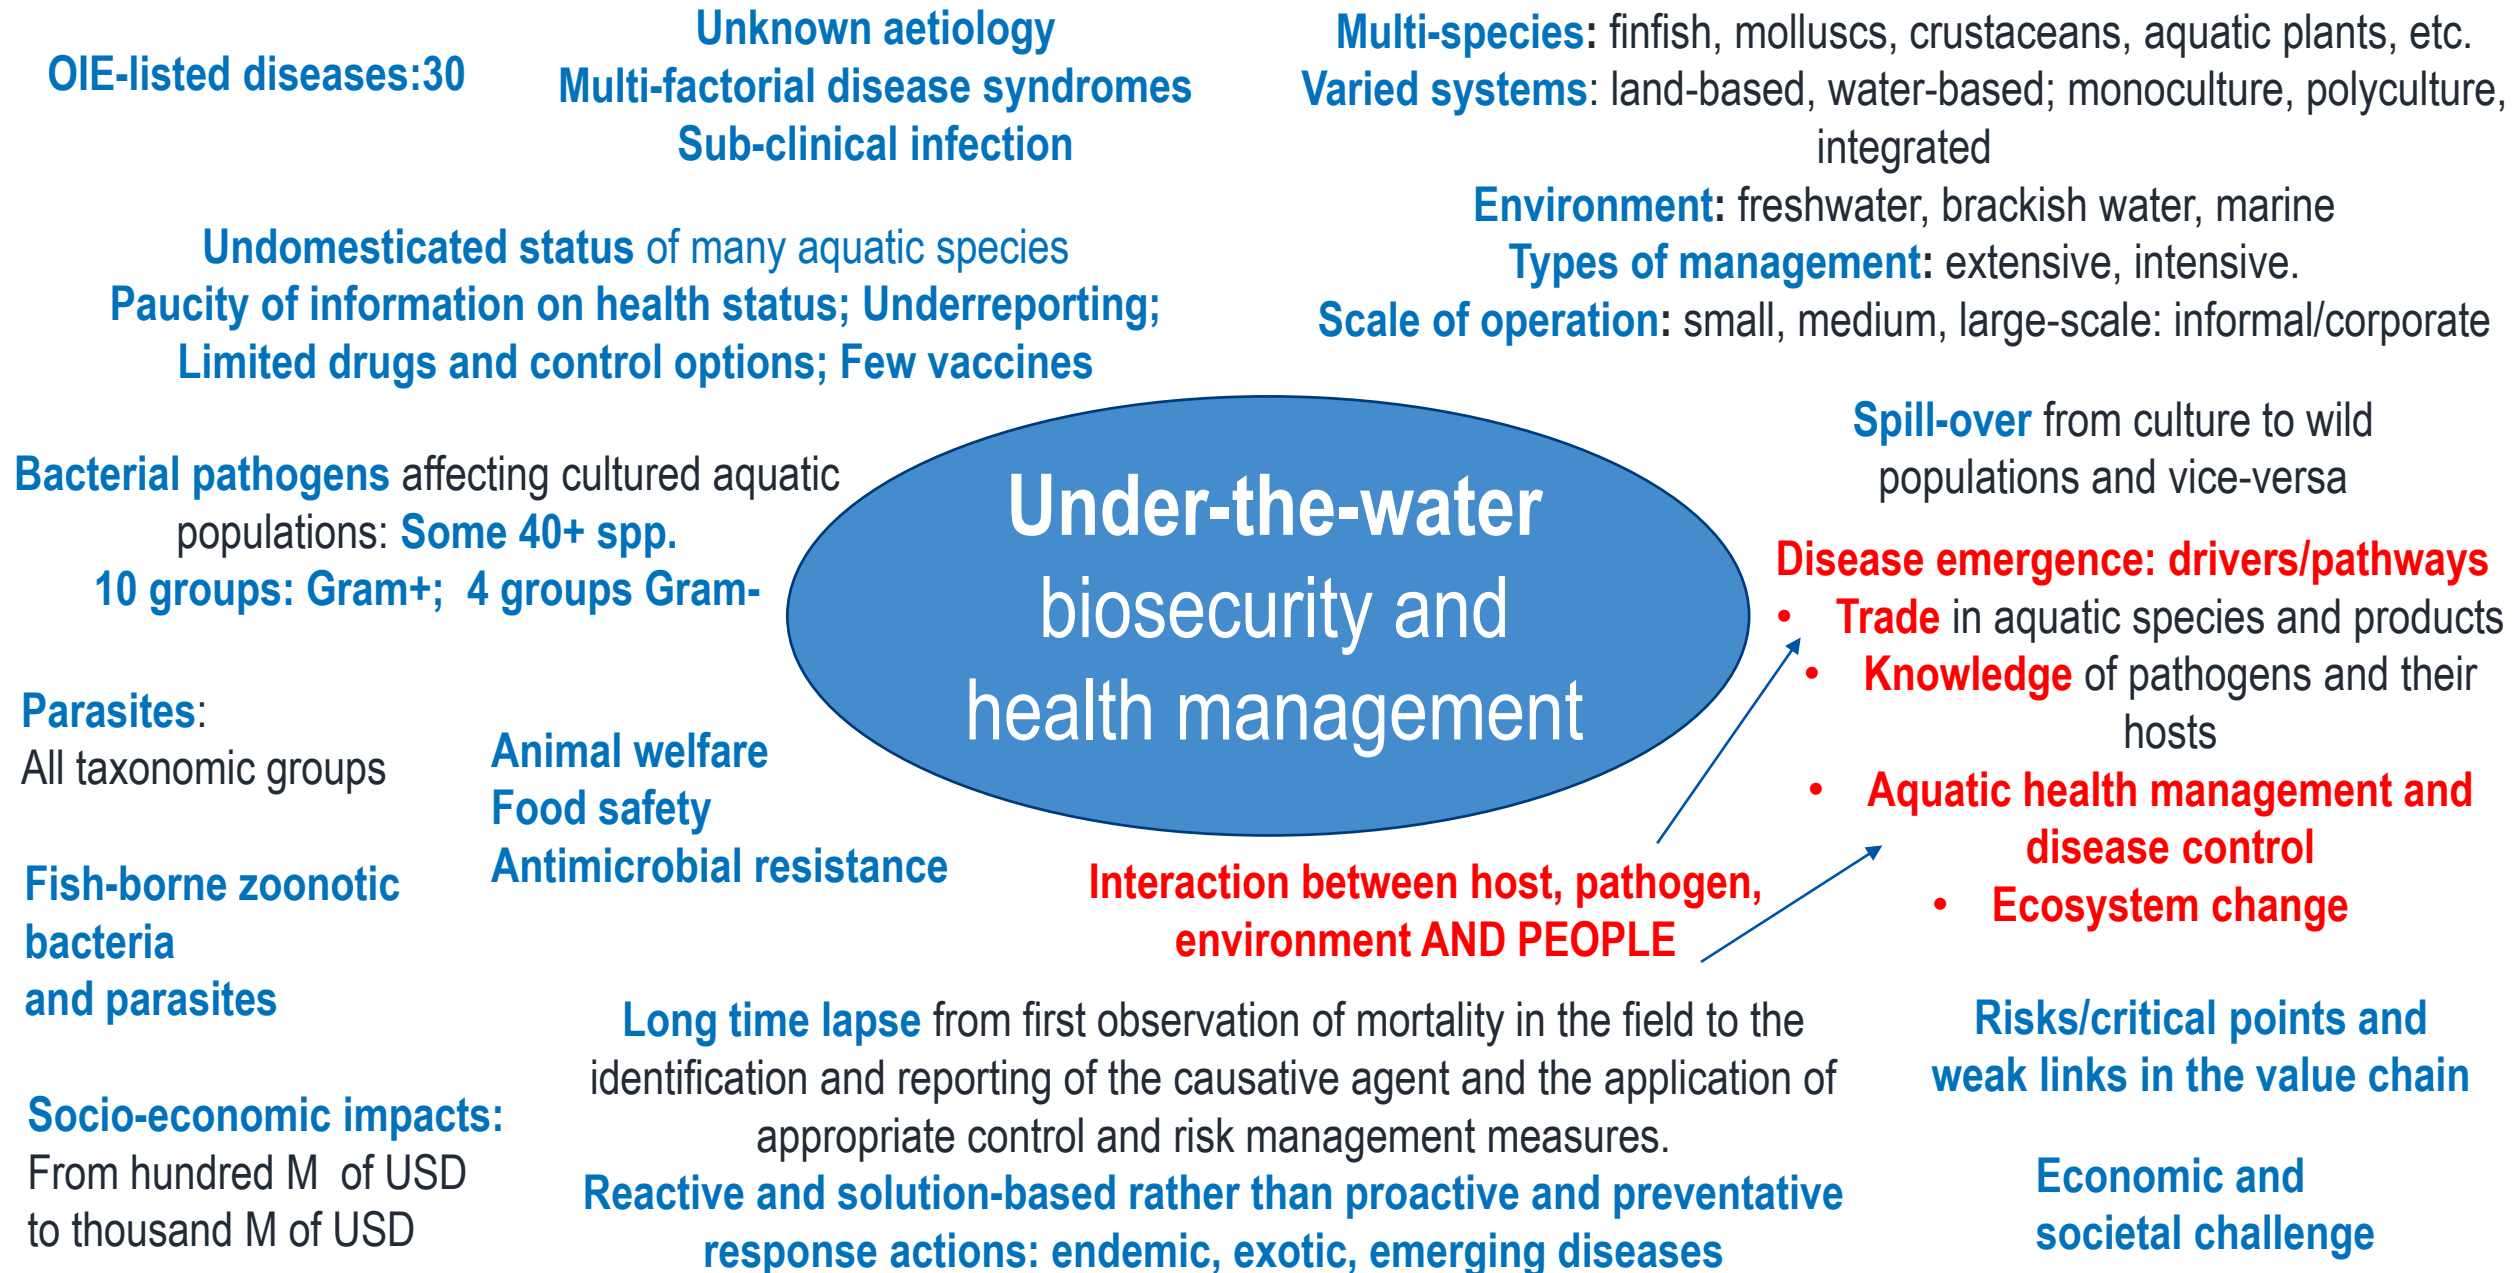 OIE-listed diseases:30
Unknown aetiology
Multi-factorial disease syndromes
Sub-clinical infection
Multi-species: finfish, molluscs, crustaceans, aquatic plants, etc.
Varied systems: land-based, water-based; monoculture, polyculture,
integrated
Environment: freshwater, brackish water, marine
Types of management: extensive, intensive.
Scale of operation: small, medium, large-scale: informal/corporate
Undomesticated status of many aquatic species
Paucity of information on health status; Underreporting;
Limited drugs and control options; Few vaccines
Bacterial pathogens affecting cultured aquatic
populations: Some 40+ spp.
10 groups: Gram+; 4 groups Gram-
Under-the-water
biosecurity and
health management
Spill-over from culture to wild
populations and vice-versa
Disease emergence: drivers/pathways
• Trade in aquatic species and products
• Knowledge of pathogens and their
hosts
• Aquatic health management and
disease control
• Ecosystem change
Parasites:
All taxonomic groups
Animal welfare
Food safety
Antimicrobial resistance
Interaction between host, pathogen,
environment AND PEOPLE
Fish-borne zoonotic
bacteria
and parasites
Long time lapse from first observation of mortality in the field to the
identification and reporting of the causative agent and the application of
appropriate control and risk management measures.
Reactive and solution-based rather than proactive and preventative
response actions: endemic, exotic, emerging diseases
Risks/critical points and
weak links in the value chain
Socio-economic impacts:
From hundred M of USD
to thousand M of USD
Economic and
societal challenge